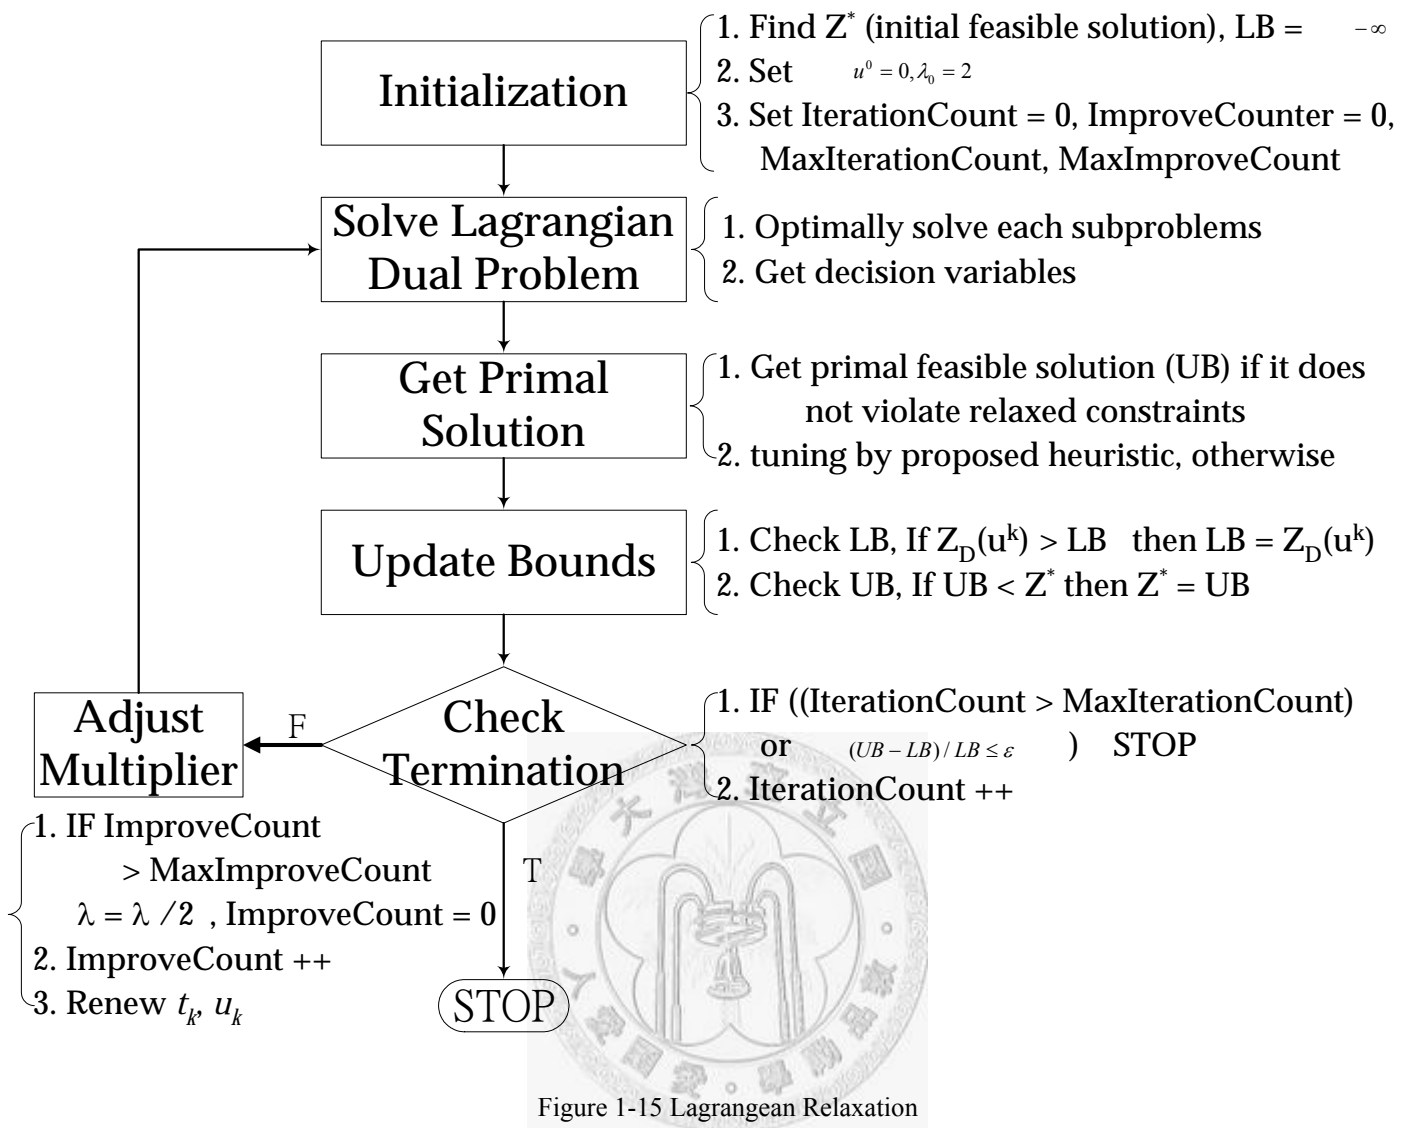 Initialization
1. Find Z* (initial feasible solution), LB = −∞
2. Set u⁰ = 0, λ₀ = 2
3. Set IterationCount = 0, ImproveCounter = 0,
MaxIterationCount, MaxImproveCount
Solve Lagrangian
Dual Problem
1. Optimally solve each subproblems
2. Get decision variables
Get Primal
Solution
1. Get primal feasible solution (UB) if it does
not violate relaxed constraints
2. tuning by proposed heuristic, otherwise
Update Bounds
1. Check LB, If Z_D(u^k) > LB then LB = Z_D(u^k)
2. Check UB, If UB < Z* then Z* = UB
Check
Termination
1. IF ((IterationCount > MaxIterationCount)
or (UB − LB) / LB ≤ ε ) STOP
2. IterationCount ++
F
Adjust
Multiplier
1. IF ImproveCount
> MaxImproveCount
λ = λ /2 , ImproveCount = 0
2. ImproveCount ++
3. Renew t_k, u_k
T
STOP
Figure 1-15 Lagrangean Relaxation